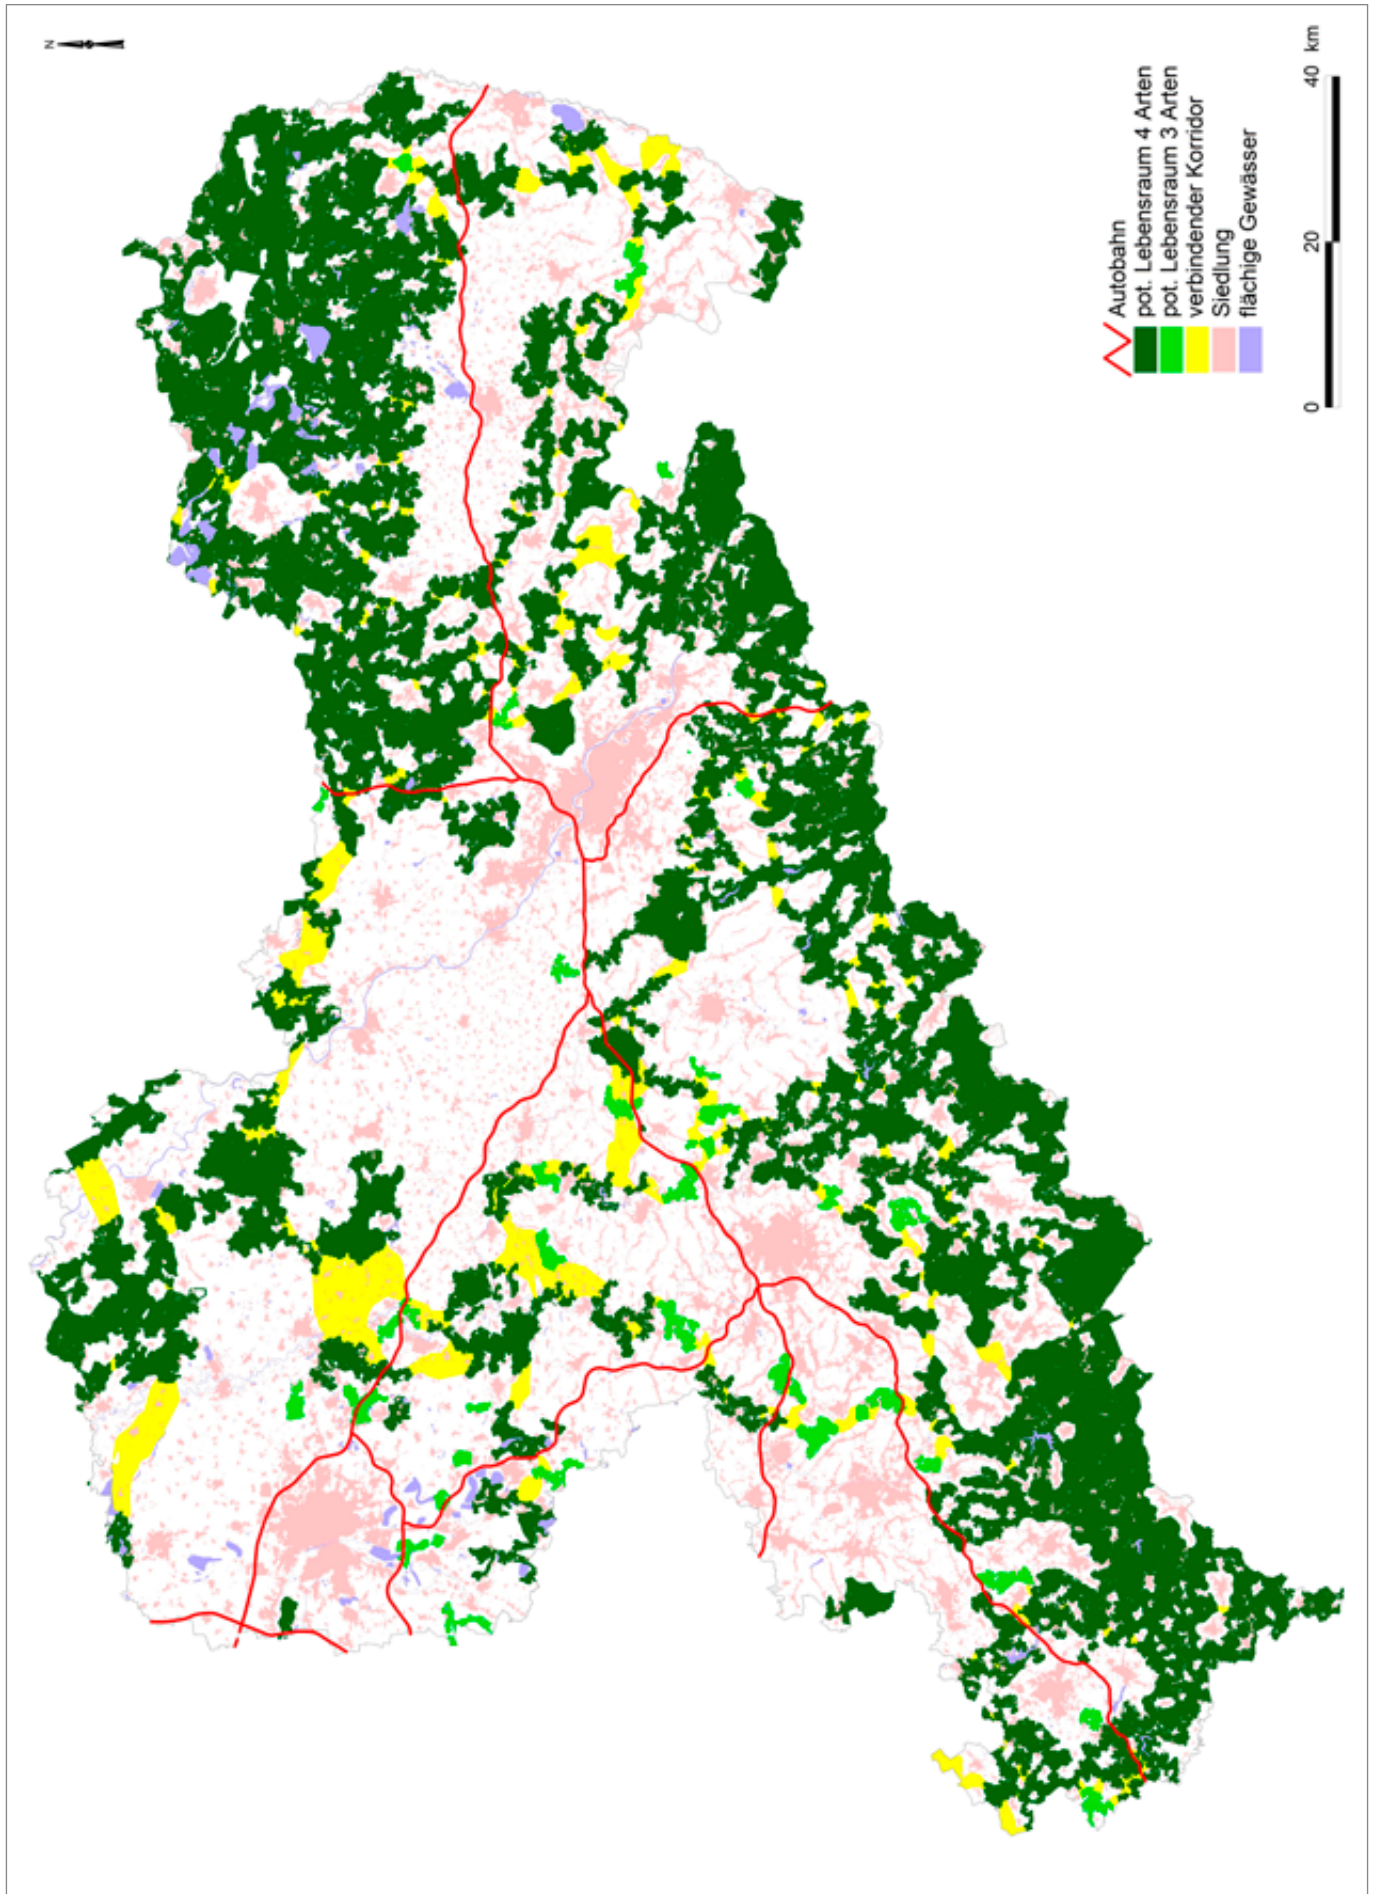 N
Autobahn
pot. Lebensraum 4 Arten
pot. Lebensraum 3 Arten
verbindender Korridor
Siedlung
flächige Gewässer
0 20 40 km